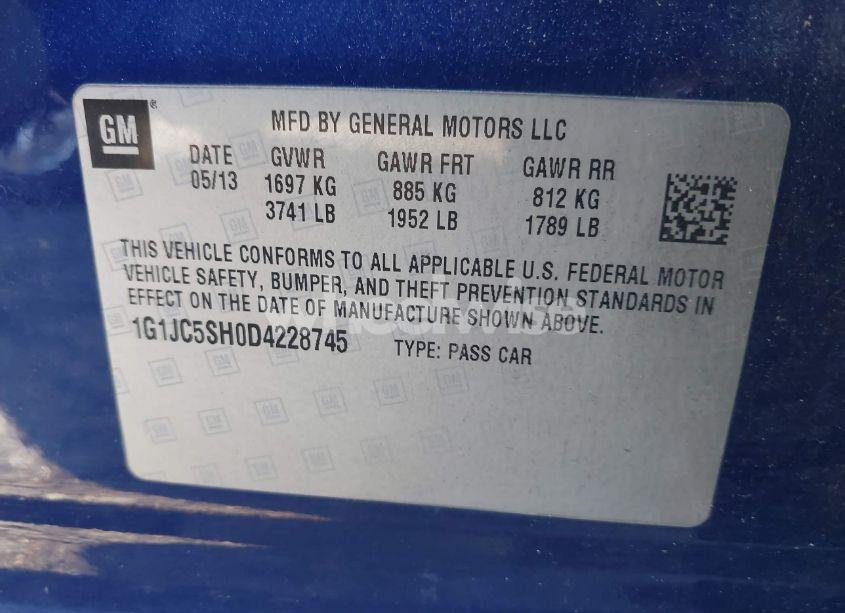 GM
MFD BY GENERAL MOTORS LLC
DATE GVWR GAWR FRT GAWR RR
05/13 1697 KG 885 KG 812 KG
3741 LB 1952 LB 1789 LB
THIS VEHICLE CONFORMS TO ALL APPLICABLE U.S. FEDERAL MOTOR
VEHICLE SAFETY, BUMPER, AND THEFT PREVENTION STANDARDS IN
EFFECT ON THE DATE OF MANUFACTURE SHOWN ABOVE.
1G1JC5SH0D4228745 TYPE: PASS CAR